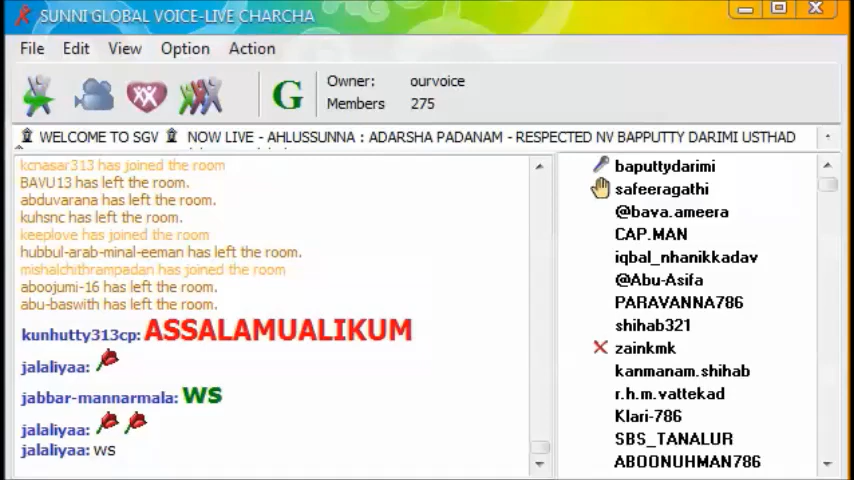 SUNNI GLOBAL VOICE-LIVE CHARCHA
File Edit View Option Action
G
Owner: ourvoice
Members 275
WELCOME TO SGV NOW LIVE - AHLUSSUNNA : ADARSHA PADANAM - RESPECTED NV BAPPUTTY DARIMI USTHAD
kcnasar313 has joined the room
BAVU13 has left the room.
abduvarana has left the room.
kuhsnc has left the room.
keeplove has joined the room
hubbul-arab-minal-eeman has left the room.
mishalchithrampadan has joined the room
aboojumi-16 has left the room.
abu-baswith has left the room.
kunhutty313cp: ASSALAMUALIKUM
jalaliyaa:
jabbar-mannarmala: ws
jalaliyaa:
jalaliyaa: ws
baputtydarimi
safeeragathi
@bava.ameera
CAP.MAN
iqbal_nhanikkadav
@Abu-Asifa
PARAVANNA786
shihab321
zainkmk
kanmanam.shihab
r.h.m.vattekad
Klari-786
SBS_TANALUR
ABOONUHMAN786